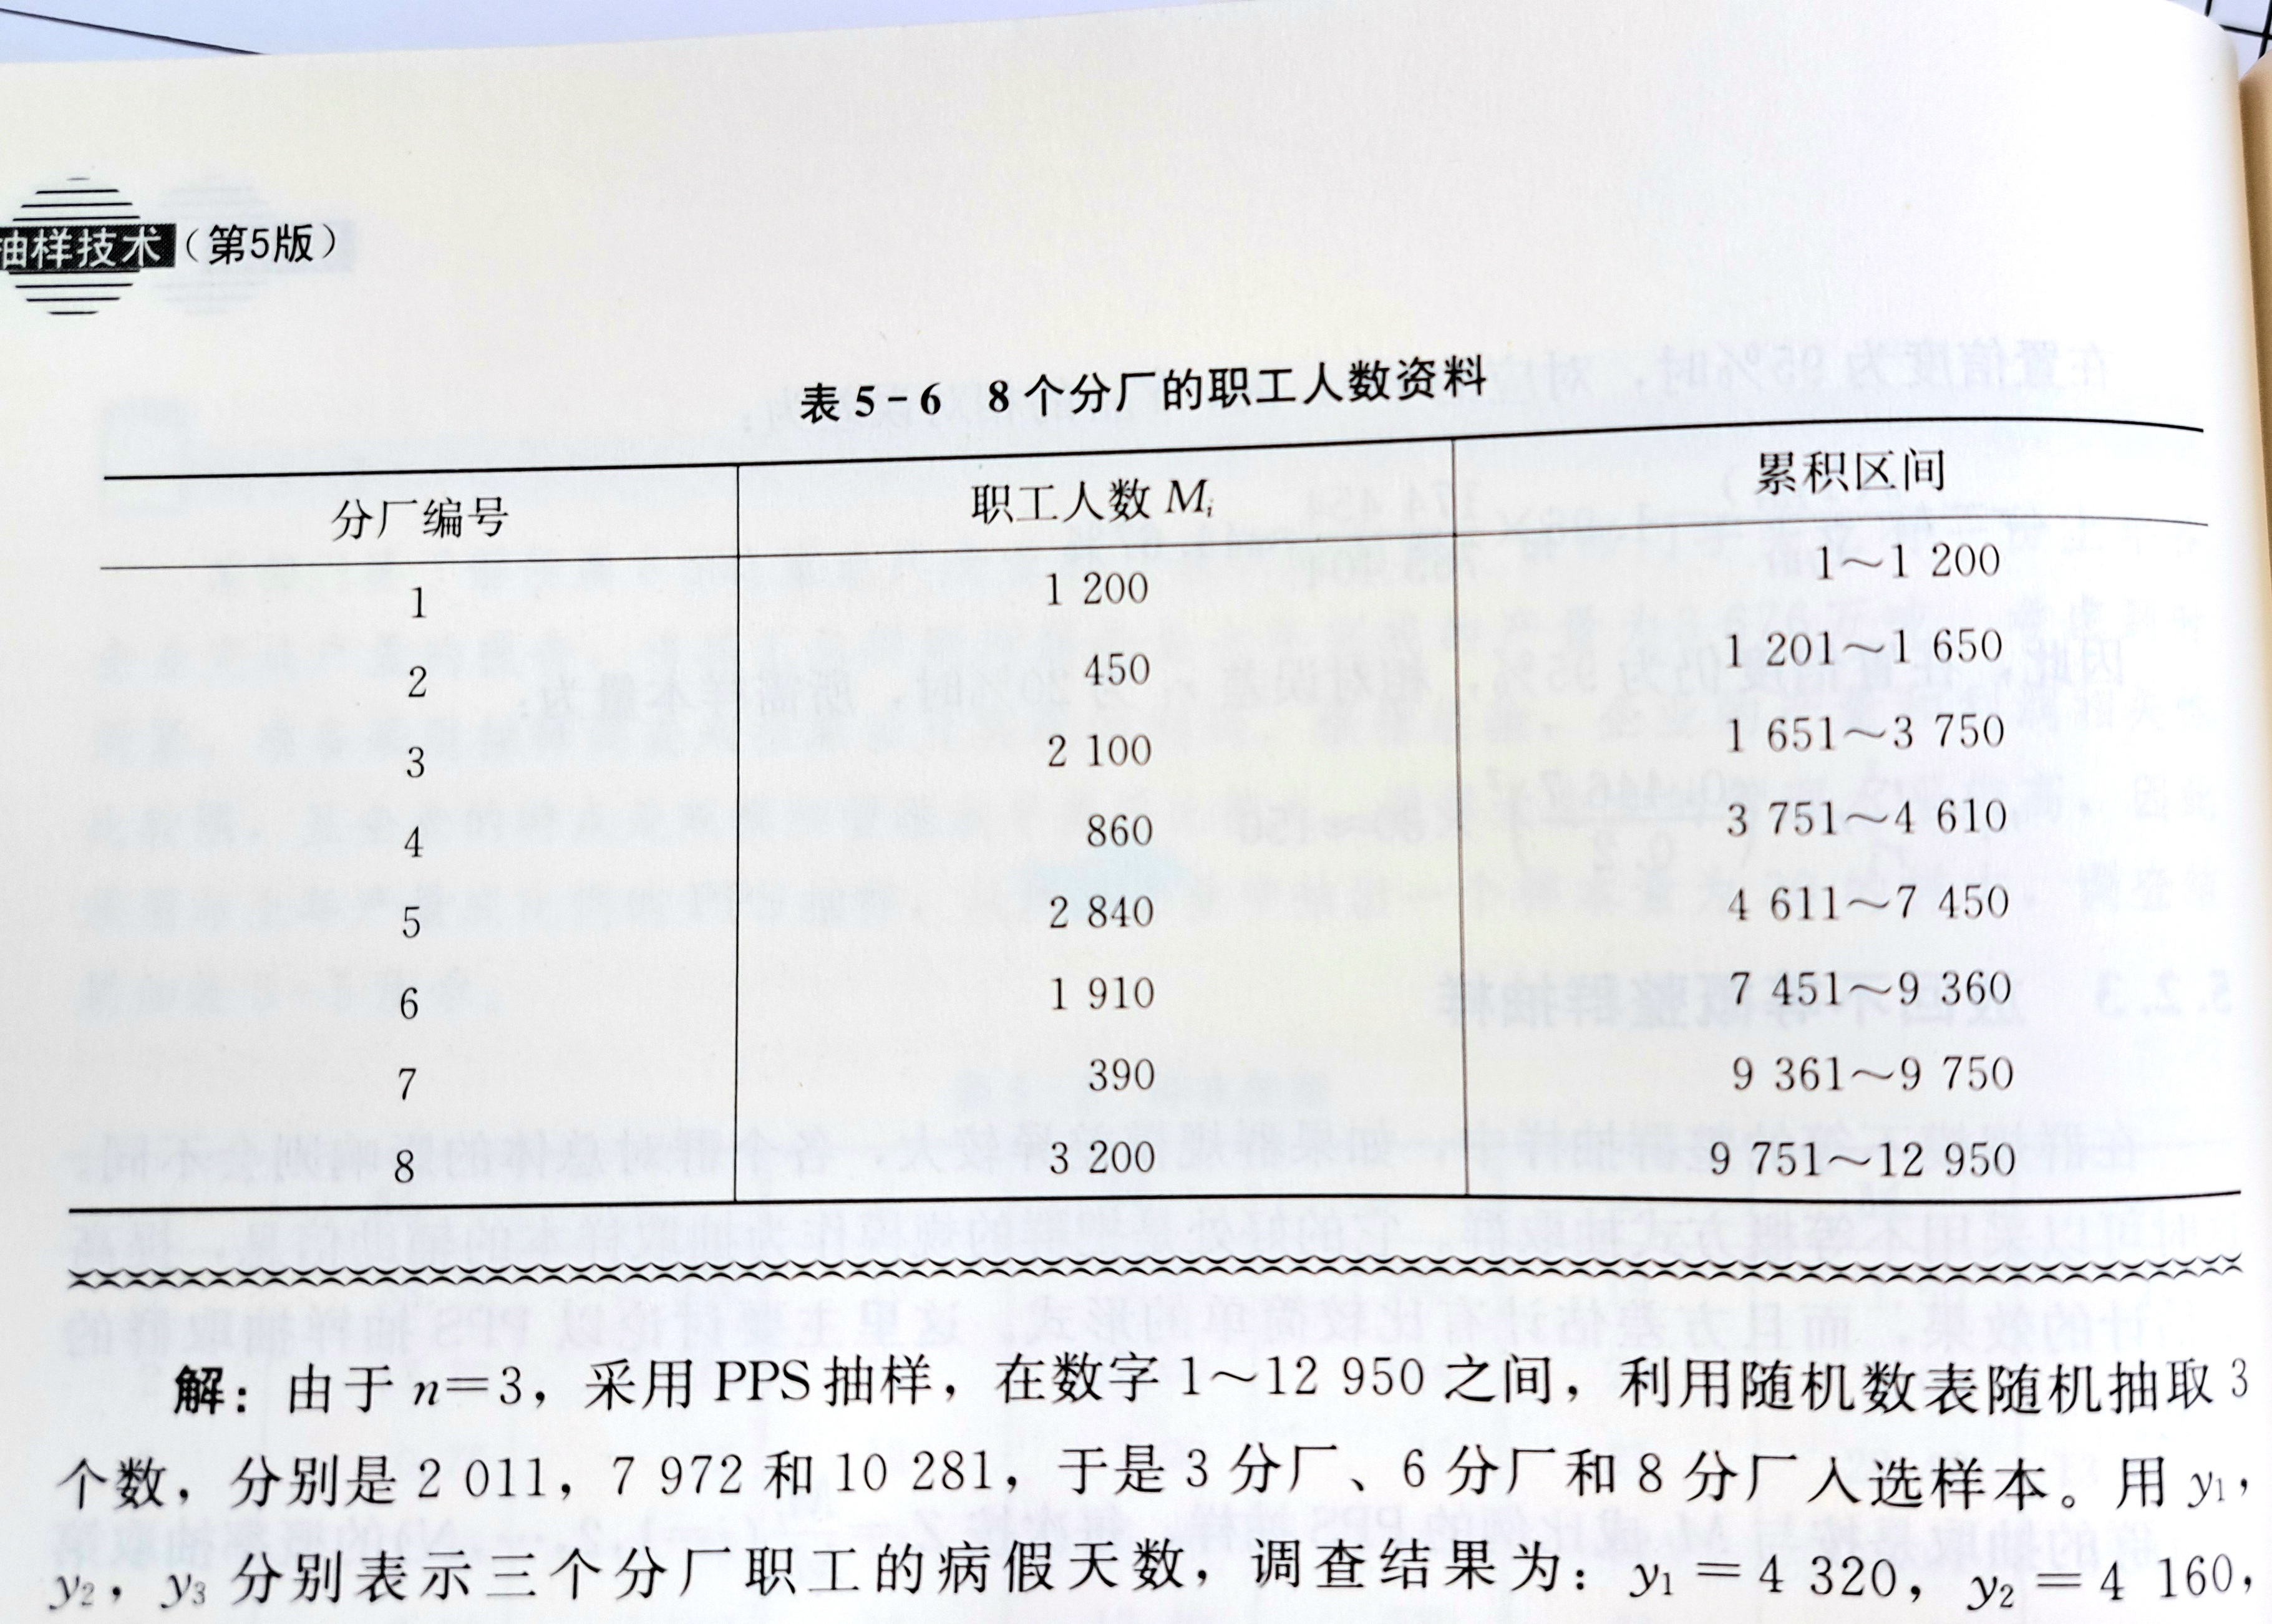 抽样技术（第5版）
表 5-6 8个分厂的职工人数资料
分厂编号 职工人数 Mi 累积区间
1 1 200 1～1 200
2 450 1 201～1 650
3 2 100 1 651～3 750
4 860 3 751～4 610
5 2 840 4 611～7 450
6 1 910 7 451～9 360
7 390 9 361～9 750
8 3 200 9 751～12 950
解：由于 n=3，采用 PPS 抽样，在数字 1～12 950 之间，利用随机数表随机抽取 3
个数，分别是 2 011，7 972 和 10 281，于是 3 分厂、6 分厂和 8 分厂入选样本。用 y1，
y2，y3 分别表示三个分厂职工的病假天数，调查结果为：y1=4 320，y2=4 160，